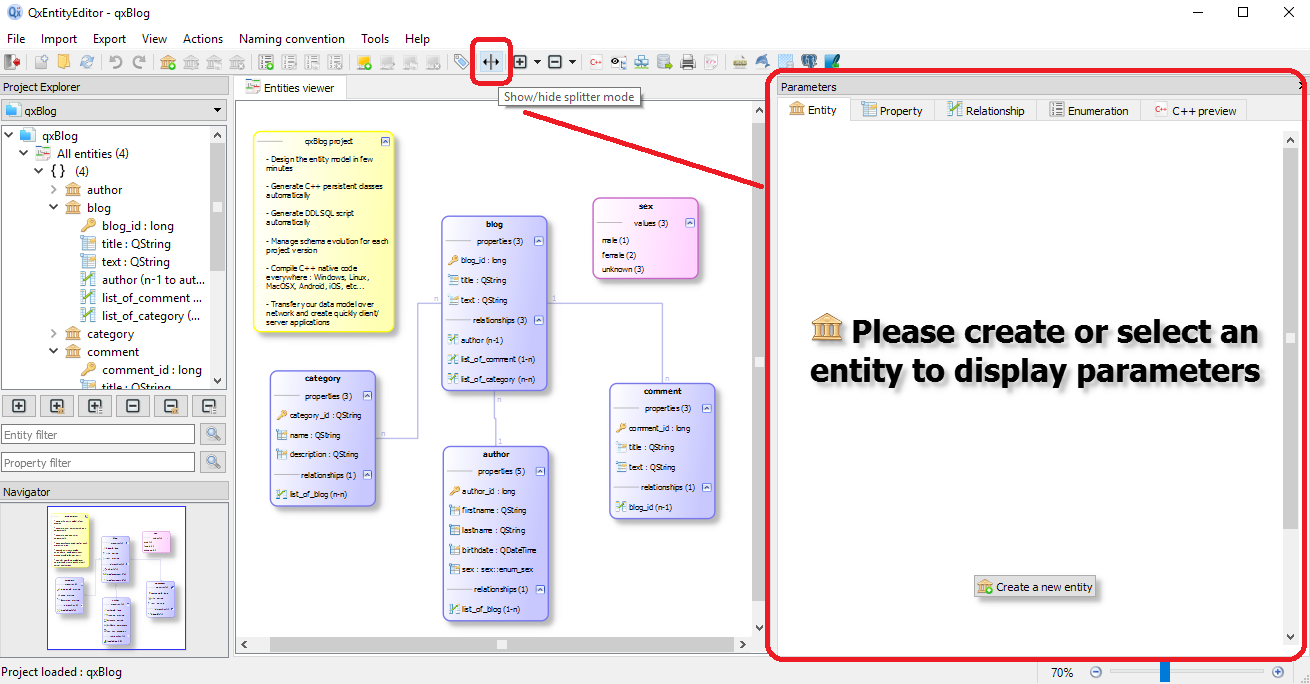 QxEntityEditor - qxBlog
File Import Export View Actions Naming convention Tools Help
Show/hide splitter mode
Project Explorer
qxBlog
qxBlog
All entities (4)
{ } (4)
author
blog
blog_id : long
title : QString
text : QString
author (n-1 to aut...
list_of_comment ...
list_of_category (...
category
comment
comment_id : long
title : QString
Entity filter
Property filter
Navigator
Entities viewer
qxBlog project
- Design the entity model in few
minutes
- Generate C++ persistent classes
automatically
- Generate DDL SQL script
automatically
- Manage schema evolution for each
project version
- Compile C++ native code
everywhere : Windows, Linux,
MacOSX, Android, iOS, etc...
- Transfer your data model over
network and create quickly client/
server applications
blog
properties (3)
blog_id : long
title : QString
text : QString
relationships (3)
author (n-1)
list_of_comment (1-n)
list_of_category (n-n)
sex
values (3)
male (1)
female (2)
unknown (3)
category
properties (3)
category_id : QString
name : QString
description : QString
relationships (1)
list_of_blog (n-n)
author
properties (5)
author_id : long
firstname : QString
lastname : QString
birthdate : QDateTime
sex : sex::enum_sex
relationships (1)
list_of_blog (1-n)
comment
properties (3)
comment_id : long
title : QString
text : QString
relationships (1)
blog_id (n-1)
n
1
n
n
n
1
Parameters
Entity Property Relationship Enumeration C++ C++ preview
Please create or select an
entity to display parameters
Create a new entity
Project loaded : qxBlog
70%